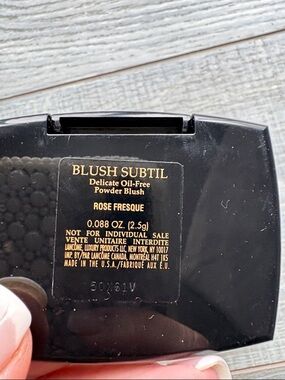 BLUSH SUBTIL
Delicate Oil-Free
Powder Blush
ROSE FRESQUE
0.088 OZ. (2.5g)
NOT FOR INDIVIDUAL SALE
VENTE UNITAIRE INTERDITE
LANCÔME, LUXURY PRODUCTS LLC, NEW YORK, NY 10017
IMP. BY/PAR LANCÔME CANADA, MONTRÉAL H4T 1K5
MADE IN THE U.S.A./FABRIQUÉ AUX É.U.